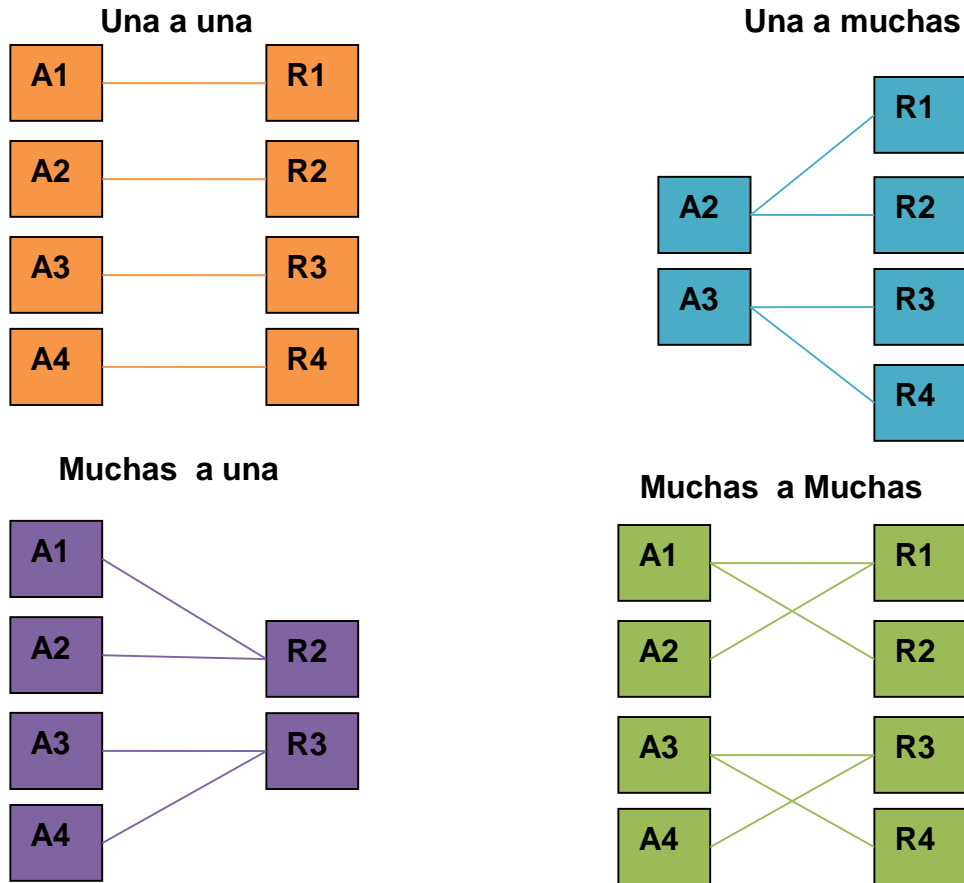 Una a una
A1 R1
A2 R2
A3 R3
A4 R4
Una a muchas
R1
A2 R2
A3 R3
R4
Muchas a una
A1
A2 R2
A3 R3
A4
Muchas a Muchas
A1 R1
A2 R2
A3 R3
A4 R4